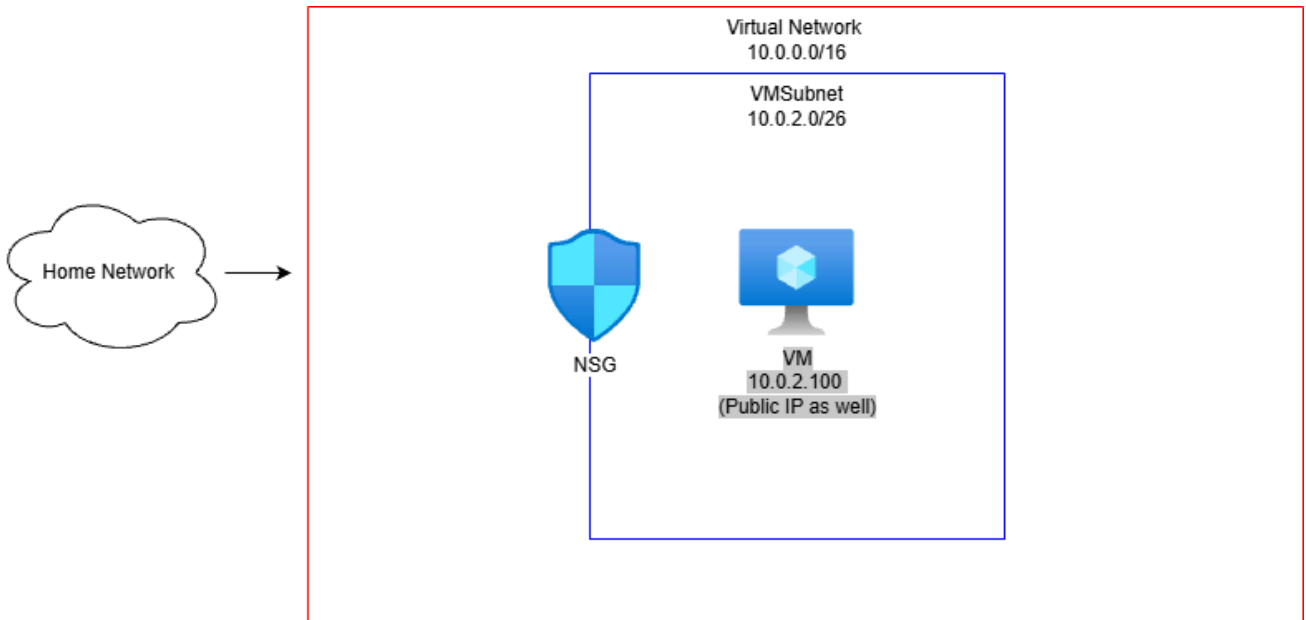 Virtual Network
10.0.0.0/16
VMSubnet
10.0.2.0/26
Home Network
NSG
VM
10.0.2.100
(Public IP as well)